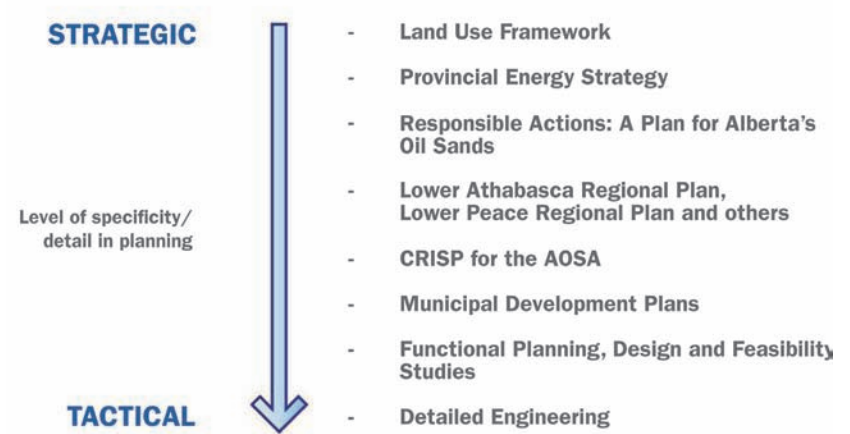 STRATEGIC
- Land Use Framework
- Provincial Energy Strategy
- Responsible Actions: A Plan for Alberta's
Oil Sands
- Lower Athabasca Regional Plan,
Lower Peace Regional Plan and others
Level of specificity/
detail in planning
- CRISP for the AOSA
- Municipal Development Plans
- Functional Planning, Design and Feasibility
Studies
TACTICAL
- Detailed Engineering